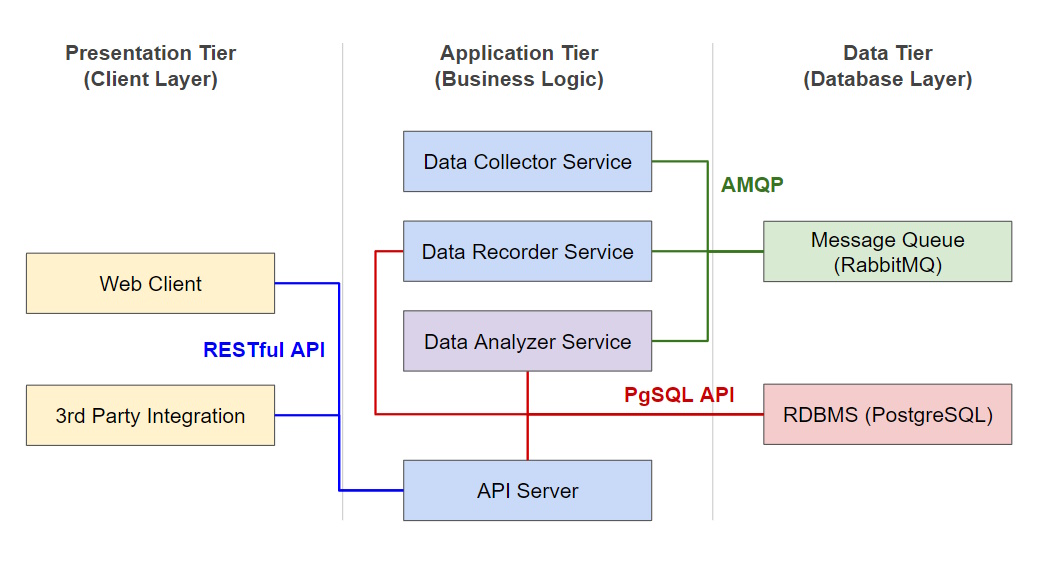 Presentation Tier
(Client Layer)
Application Tier
(Business Logic)
Data Tier
(Database Layer)
Data Collector Service
AMQP
Data Recorder Service
Message Queue
(RabbitMQ)
Web Client
RESTful API
Data Analyzer Service
PgSQL API
3rd Party Integration
RDBMS (PostgreSQL)
API Server